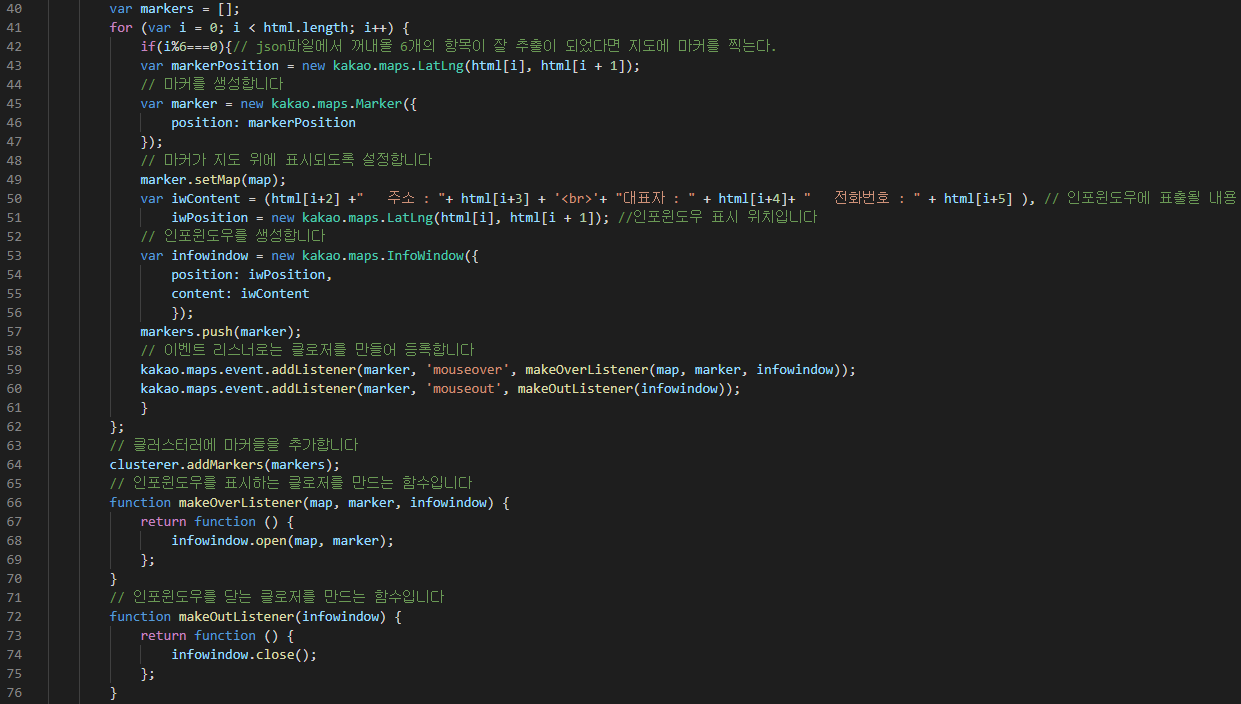 40 var markers = [];
41 for (var i = 0; i < html.length; i++) {
42 if(i%6===0){// json파일에서 꺼내올 6개의 항목이 잘 추출이 되었다면 지도에 마커를 찍는다.
43 var markerPosition = new kakao.maps.LatLng(html[i], html[i + 1]);
44 // 마커를 생성합니다
45 var marker = new kakao.maps.Marker({
46 position: markerPosition
47 });
48 // 마커가 지도 위에 표시되도록 설정합니다
49 marker.setMap(map);
50 var iwContent = (html[i+2] +"   주소 : "+ html[i+3] + '<br>'+ "대표자 : " + html[i+4]+ "   전화번호 : " + html[i+5] ), // 인포윈도우에 표출될 내용
51 iwPosition = new kakao.maps.LatLng(html[i], html[i + 1]); //인포윈도우 표시 위치입니다
52 // 인포윈도우를 생성합니다
53 var infowindow = new kakao.maps.InfoWindow({
54 position: iwPosition,
55 content: iwContent
56 });
57 markers.push(marker);
58 // 이벤트 리스너로는 클로저를 만들어 등록합니다
59 kakao.maps.event.addListener(marker, 'mouseover', makeOverListener(map, marker, infowindow));
60 kakao.maps.event.addListener(marker, 'mouseout', makeOutListener(infowindow));
61 }
62 };
63 // 클러스터러에 마커들을 추가합니다
64 clusterer.addMarkers(markers);
65 // 인포윈도우를 표시하는 클로저를 만드는 함수입니다
66 function makeOverListener(map, marker, infowindow) {
67 return function () {
68 infowindow.open(map, marker);
69 };
70 }
71 // 인포윈도우를 닫는 클로저를 만드는 함수입니다
72 function makeOutListener(infowindow) {
73 return function () {
74 infowindow.close();
75 };
76 }